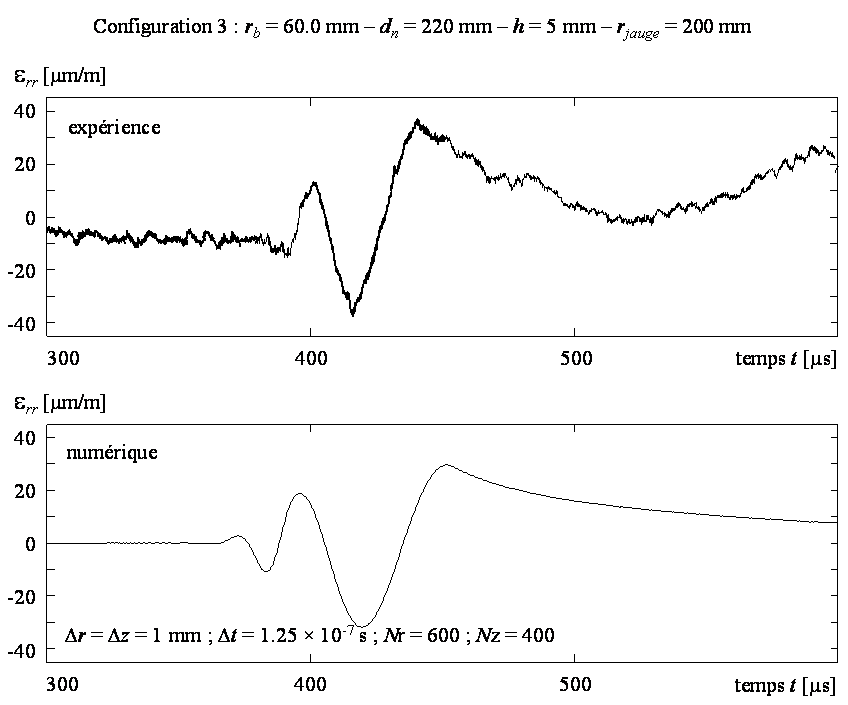 Configuration 3 : r_b = 60.0 mm – d_n = 220 mm – h = 5 mm – r_jauge = 200 mm
ε_rr [μm/m]
40
expérience
20
0
-20
-40
300 400 500 temps t [μs]
ε_rr [μm/m]
40
numérique
20
0
-20
Δr = Δz = 1 mm ; Δt = 1.25 × 10^-7 s ; Nr = 600 ; Nz = 400
-40
300 400 500 temps t [μs]